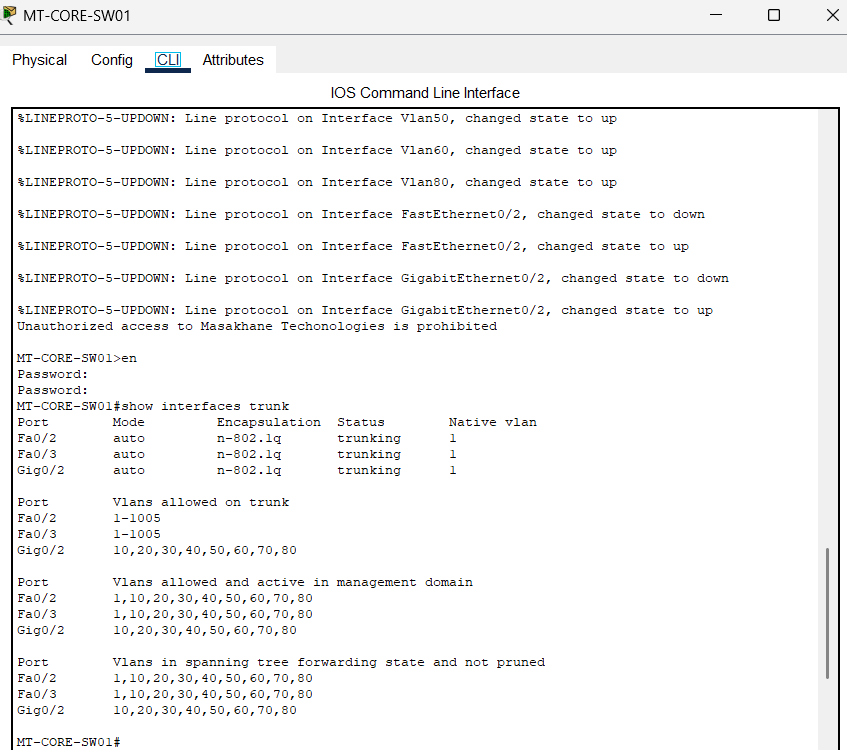 MT-CORE-SW01
Physical Config CLI Attributes
IOS Command Line Interface
%LINEPROTO-5-UPDOWN: Line protocol on Interface Vlan50, changed state to up
%LINEPROTO-5-UPDOWN: Line protocol on Interface Vlan60, changed state to up
%LINEPROTO-5-UPDOWN: Line protocol on Interface Vlan80, changed state to up
%LINEPROTO-5-UPDOWN: Line protocol on Interface FastEthernet0/2, changed state to down
%LINEPROTO-5-UPDOWN: Line protocol on Interface FastEthernet0/2, changed state to up
%LINEPROTO-5-UPDOWN: Line protocol on Interface GigabitEthernet0/2, changed state to down
%LINEPROTO-5-UPDOWN: Line protocol on Interface GigabitEthernet0/2, changed state to up
Unauthorized access to Masakhane Techonologies is prohibited
MT-CORE-SW01>en
Password:
Password:
MT-CORE-SW01#show interfaces trunk
Port Mode Encapsulation Status Native vlan
Fa0/2 auto n-802.1q trunking 1
Fa0/3 auto n-802.1q trunking 1
Gig0/2 auto n-802.1q trunking 1
Port Vlans allowed on trunk
Fa0/2 1-1005
Fa0/3 1-1005
Gig0/2 10,20,30,40,50,60,70,80
Port Vlans allowed and active in management domain
Fa0/2 1,10,20,30,40,50,60,70,80
Fa0/3 1,10,20,30,40,50,60,70,80
Gig0/2 10,20,30,40,50,60,70,80
Port Vlans in spanning tree forwarding state and not pruned
Fa0/2 1,10,20,30,40,50,60,70,80
Fa0/3 1,10,20,30,40,50,60,70,80
Gig0/2 10,20,30,40,50,60,70,80
MT-CORE-SW01#